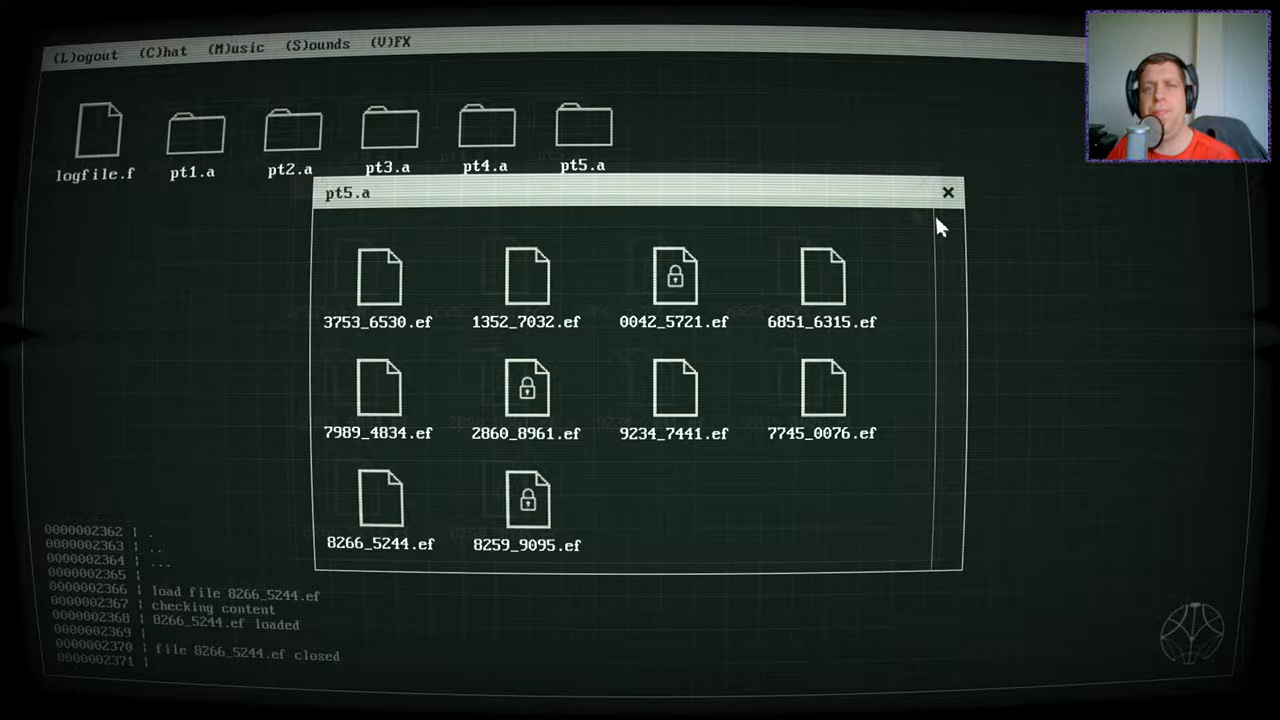 (L)ogout (C)hat (M)usic (S)ounds (V)FX
logfile.f pt1.a pt2.a pt3.a pt4.a pt5.a
pt5.a
3753_6530.ef 1352_7032.ef 0042_5721.ef 6851_6315.ef
7989_4834.ef 2860_8961.ef 9234_7441.ef 7745_0076.ef
8266_5244.ef 8259_9095.ef
0000002362 | .
0000002363 | ..
0000002364 | ...
0000002365 |
0000002366 | load file 8266_5244.ef
0000002367 | checking content
0000002368 | 8266_5244.ef loaded
0000002369 |
0000002370 | file 8266_5244.ef closed
0000002371 |